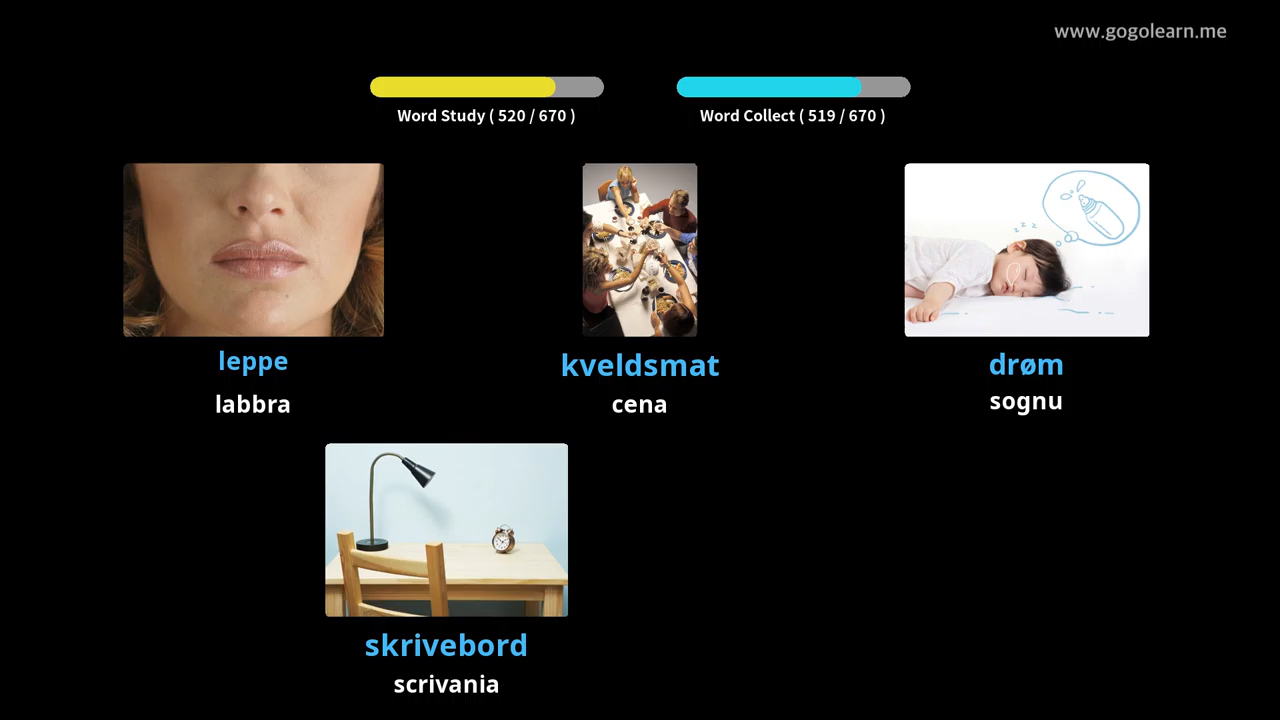 www.gogolearn.me
Word Study ( 520 / 670 )
Word Collect ( 519 / 670 )
leppe
labbra
kveldsmat
cena
drøm
sognu
skrivebord
scrivania